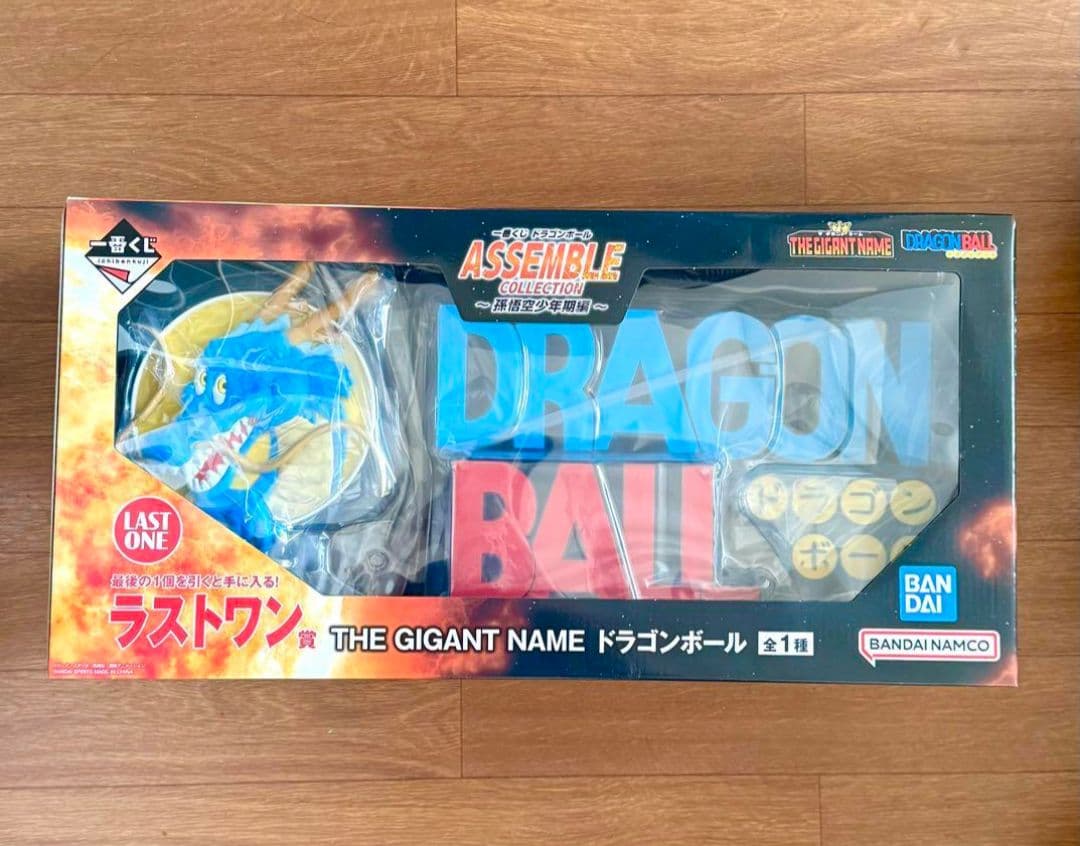 一番くじ
ichibankuji
一番くじ ドラゴンボール
ASSEMBLE
COLLECTION
～孫悟空少年期編～
THE GIGANT NAME
DRAGON BALL
DRAGON
BALL
ドラゴン
ボー
LAST
ONE
最後の1個を引くと手に入る!
ラストワン賞
THE GIGANT NAME ドラゴンボール 全1種
BAN
DAI
BANDAI NAMCO